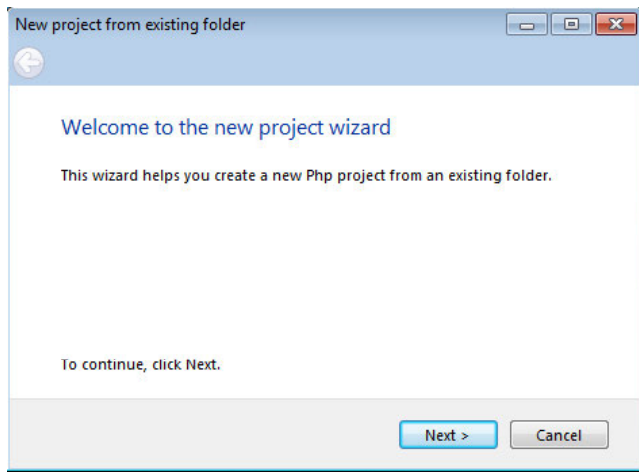 New project from existing folder
Welcome to the new project wizard
This wizard helps you create a new Php project from an existing folder.
To continue, click Next.
Next >
Cancel